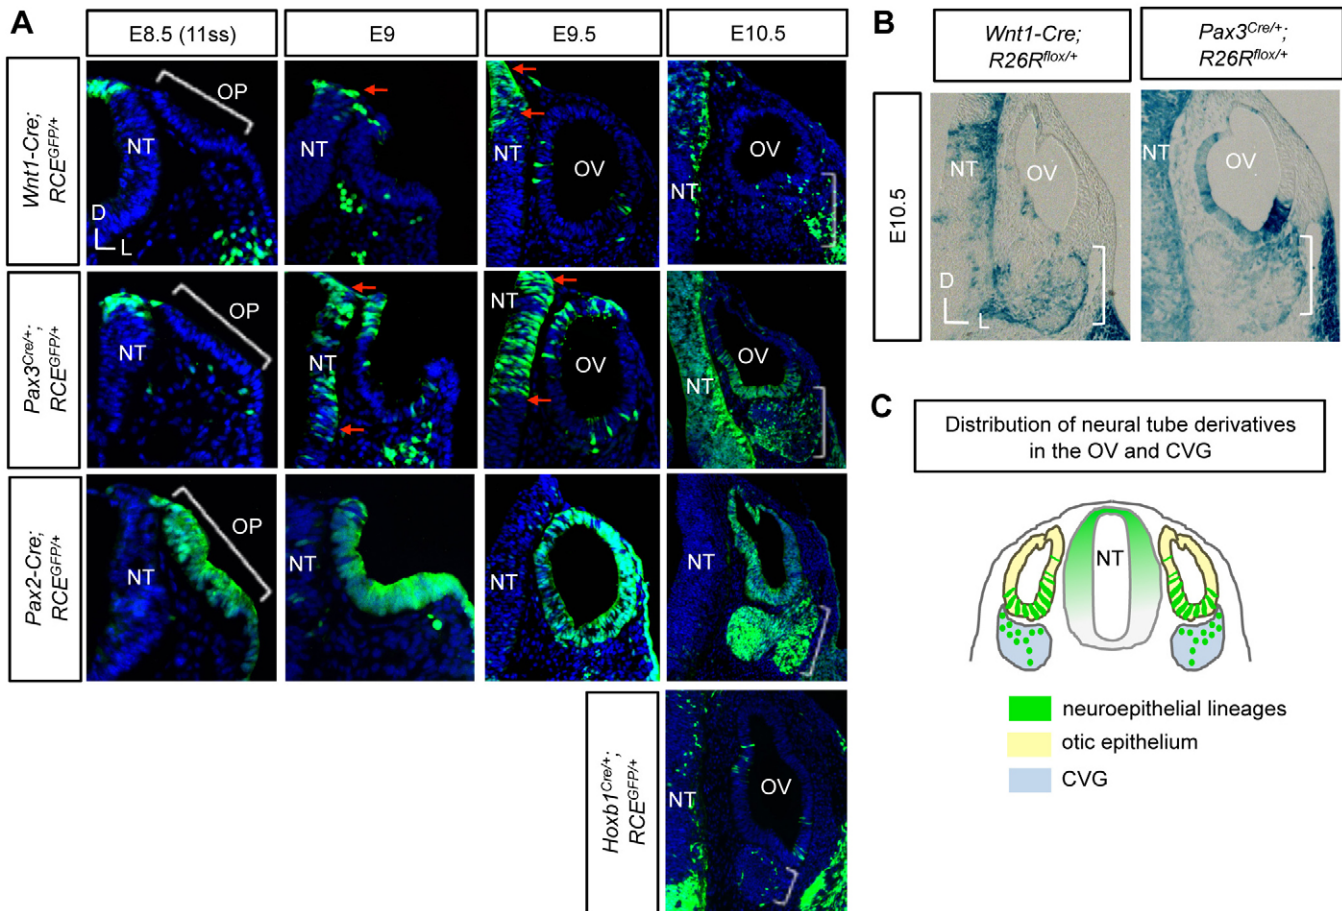 A
E8.5 (11ss)
E9
E9.5
E10.5
Wnt1-Cre;
RCE^GFP/+
OP
NT
D
L
NT
NT
OV
OV
NT
Pax3^Cre/+;
RCE^GFP/+
OP
NT
NT
NT
OV
OV
NT
Pax2-Cre;
RCE^GFP/+
OP
NT
NT
NT
OV
OV
NT
Hoxb1^Cre/+;
RCE^GFP/+
NT
OV
B
Wnt1-Cre;
R26R^flox/+
Pax3^Cre/+;
R26R^flox/+
E10.5
NT
OV
D
L
NT
OV
C
Distribution of neural tube derivatives
in the OV and CVG
NT
neuroepithelial lineages
otic epithelium
CVG